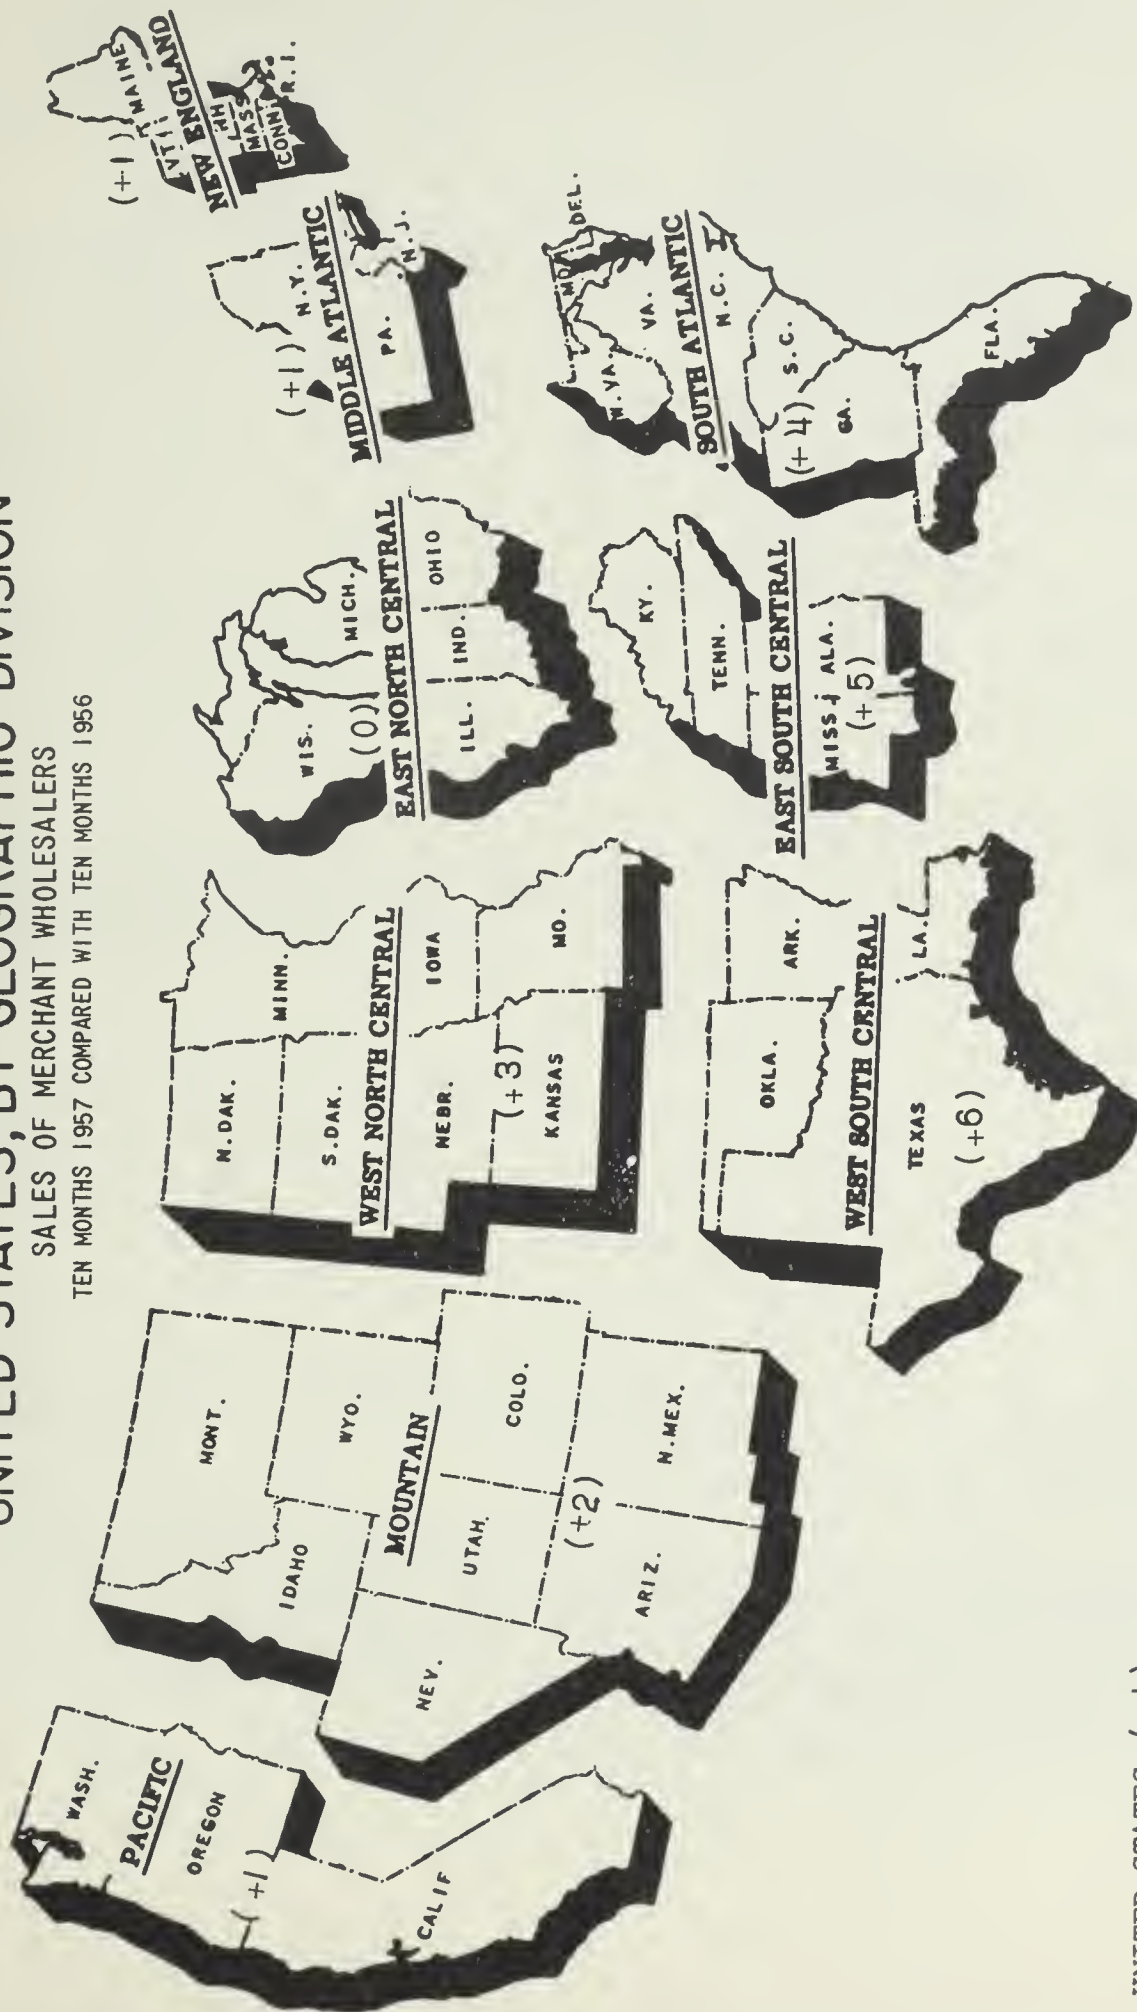 UNITED STATES, BY GEOGRAPHIC DIVISION
SALES OF MERCHANT WHOLESALERS
TEN MONTHS 1957 COMPARED WITH TEN MONTHS 1956
WASH.
PACIFIC
OREGON
(+1)
CALIF
MONT.
IDAHO
WYO.
MOUNTAIN
NEV.
UTAH.
COLO.
(+2)
ARIZ.
N.MEX.
N.DAK.
MINN.
S.DAK.
WEST NORTH CENTRAL
NEBR.
IOWA
(+3)
KANSAS
MO.
OKLA.
ARK.
WEST SOUTH CENTRAL
TEXAS
LA.
(+6)
WIS.
MICH.
(0)
EAST NORTH CENTRAL
ILL.
IND.
OHIO
KY.
TENN.
EAST SOUTH CENTRAL
MISS.
ALA.
(+5)
(+1)
N.Y.
MIDDLE ATLANTIC
PA.
N.J.
(+1)
MAINE
VT.
NEW ENGLAND
NH
MASS
CONN
R.I.
MD.
DEL.
W.VA.
VA.
SOUTH ATLANTIC
N.C.
S.C.
(+4)
GA.
FLA.
UNITED STATES